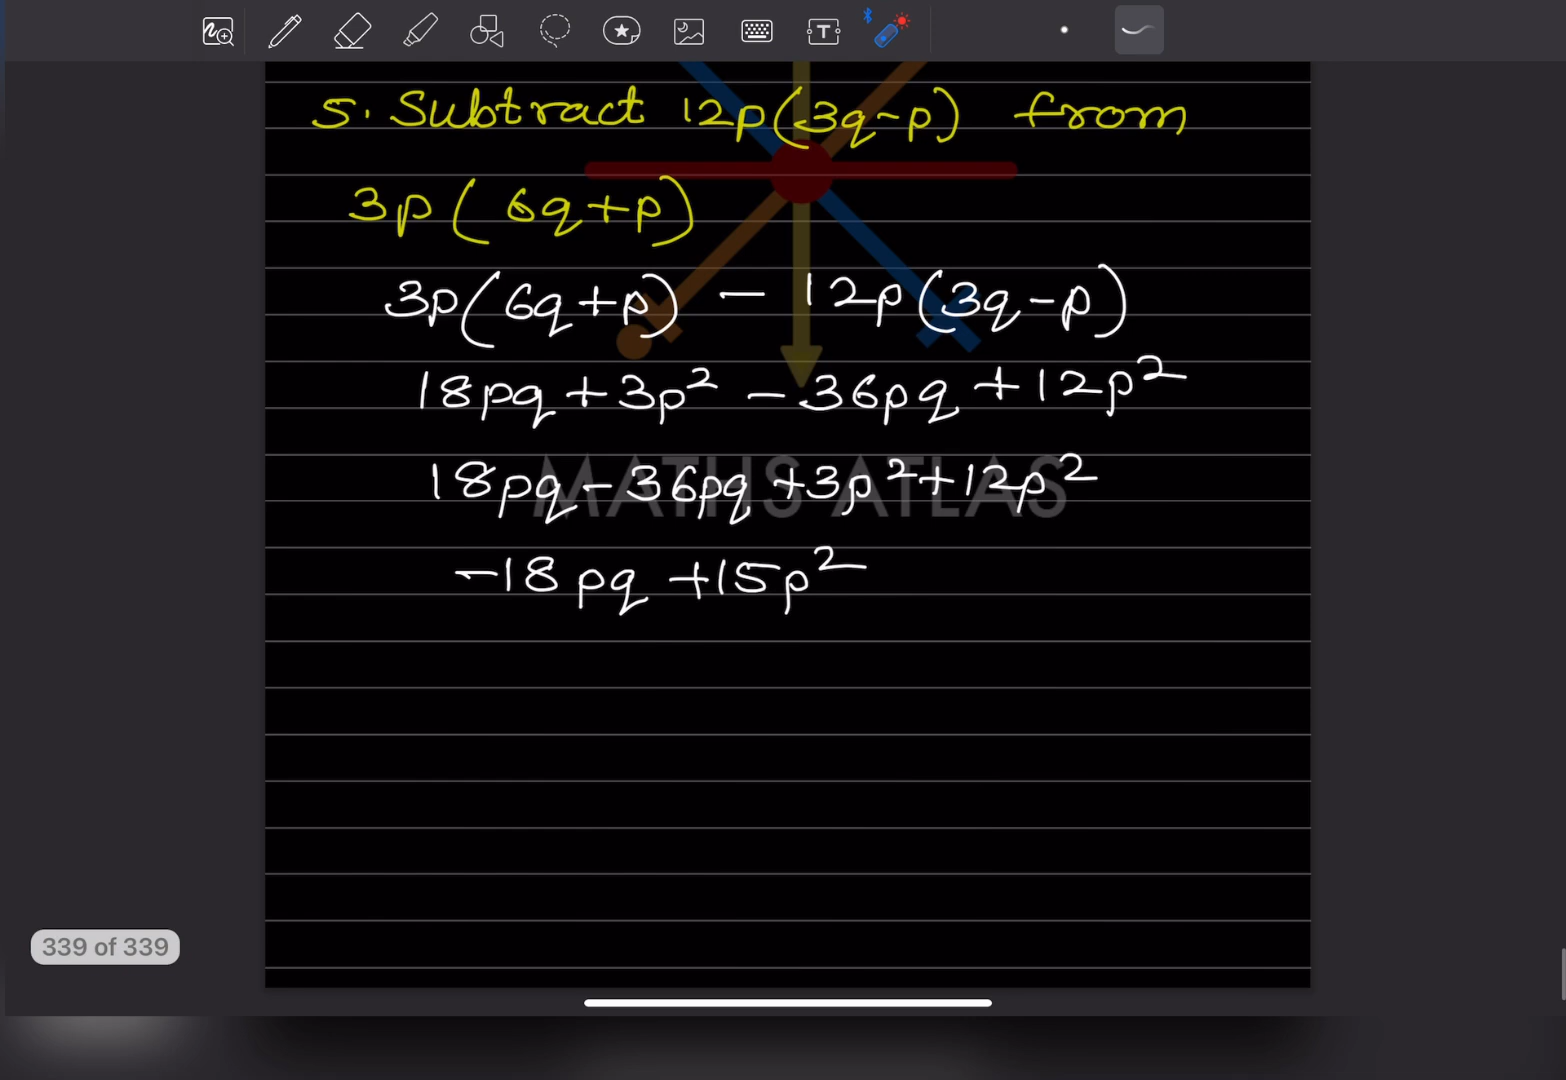 5. Subtract 12p(3q-p) from
3p(6q+p)
3p(6q+p) - 12p(3q-p)
18pq+3p² -36pq +12p²
MATHS ATLAS
18pq-36pq+3p²+12p²
-18pq +15p²
339 of 339